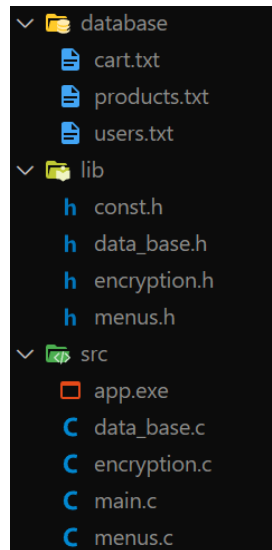 database
cart.txt
products.txt
users.txt
lib
h const.h
h data_base.h
h encryption.h
h menus.h
src
app.exe
C data_base.c
C encryption.c
C main.c
C menus.c